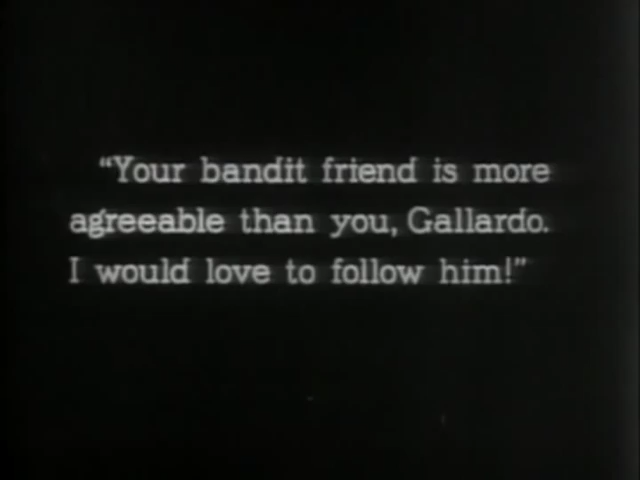 “Your bandit friend is more
agreeable than you, Gallardo.
I would love to follow him!”